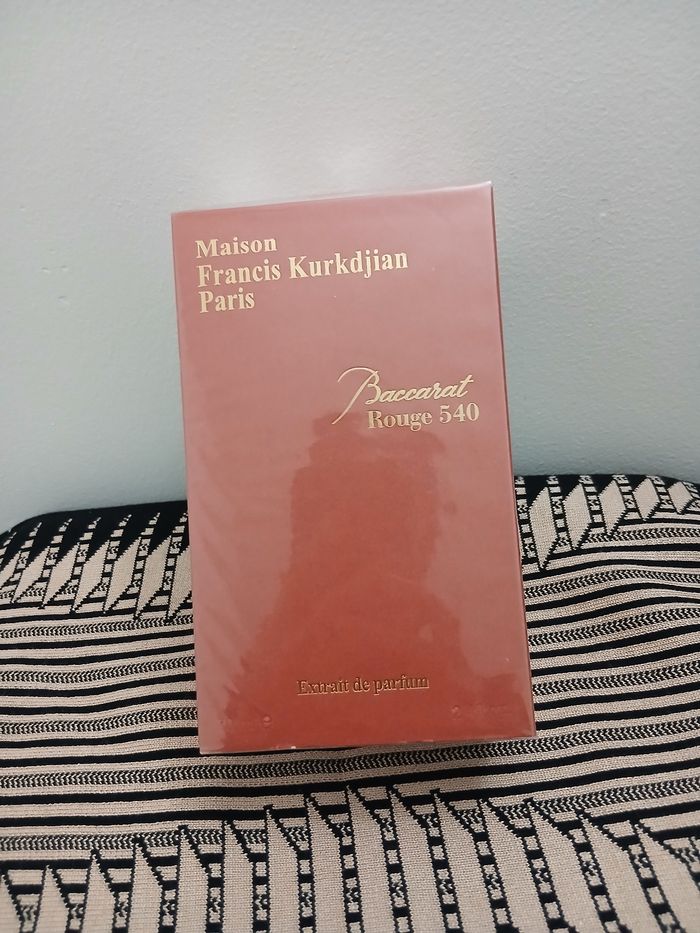 Maison
Francis Kurkdjian
Paris
Baccarat
Rouge 540
Extrait de parfum